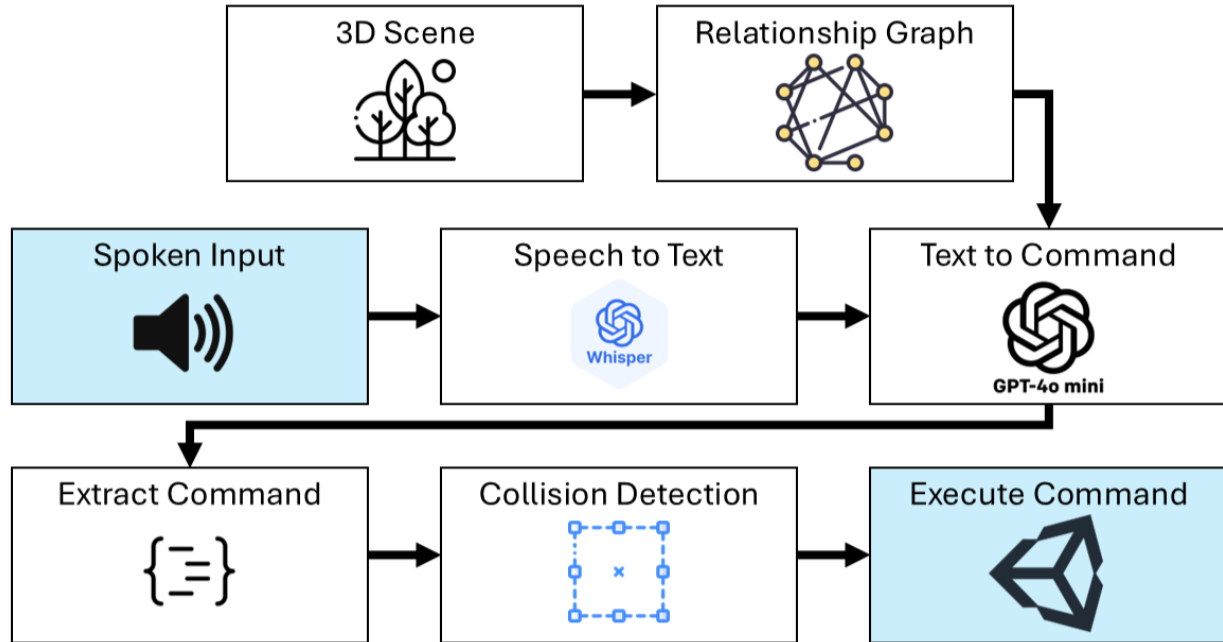 3D Scene
Relationship Graph
Spoken Input
Speech to Text
Text to Command
Whisper
GPT-4o mini
Extract Command
Collision Detection
Execute Command